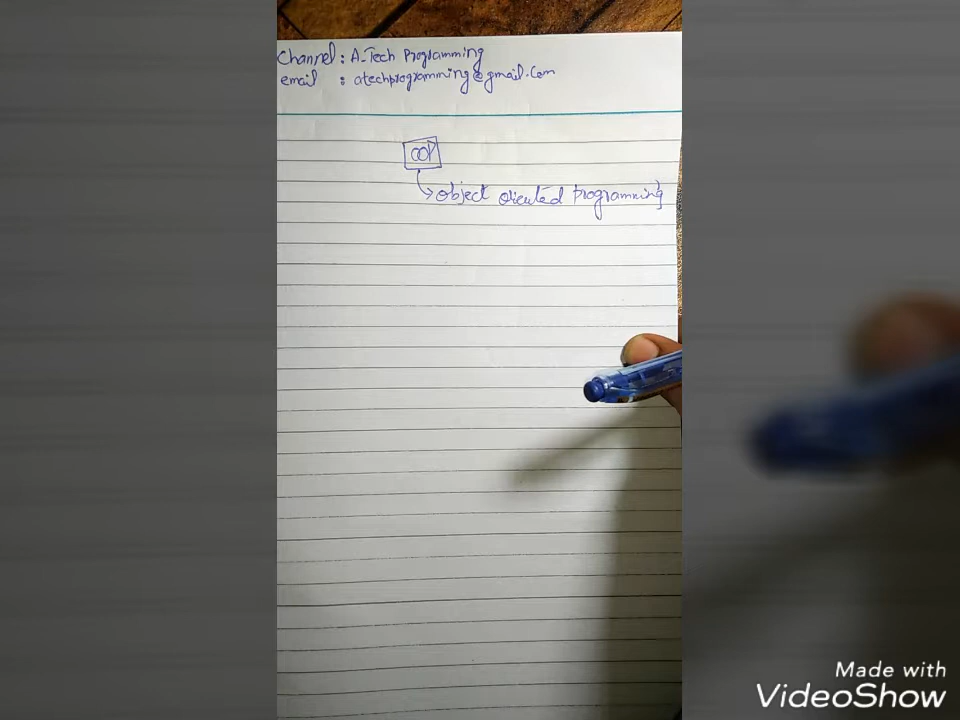 Channel : A-Tech Programming
email : atechprogramming@gmail.com
OOP
object oriented programming
Made with
VideoShow